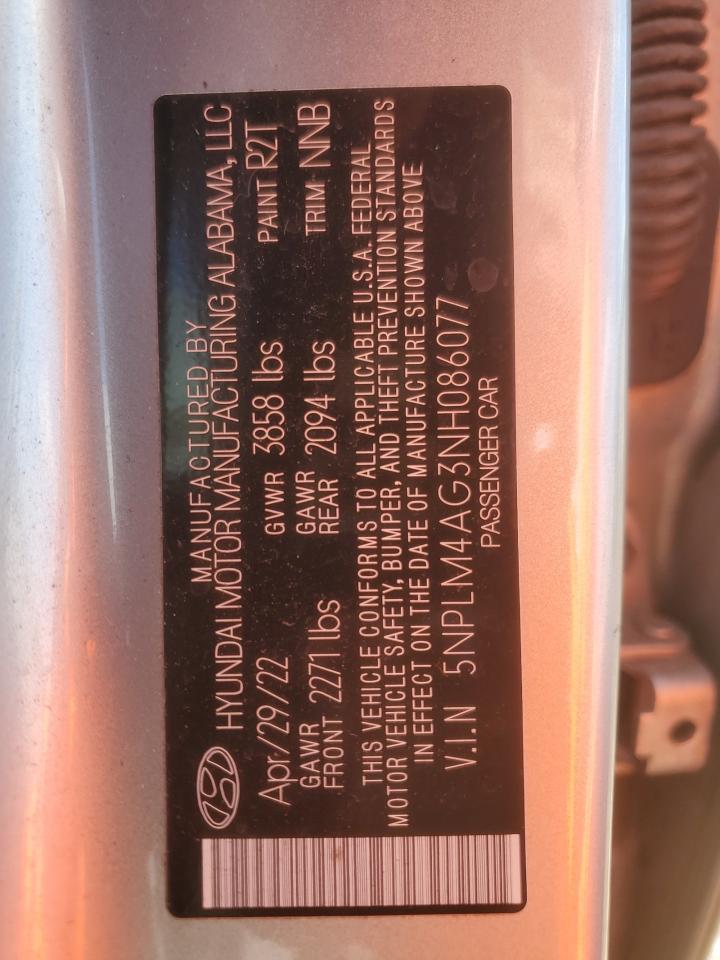 MANUFACTURED BY
HYUNDAI MOTOR MANUFACTURING ALABAMA, LLC
Apr/29/22 GVWR 3858 lbs PAINT R2T
GAWR FRONT 2271 lbs GAWR REAR 2094 lbs TRIM NNB
THIS VEHICLE CONFORMS TO ALL APPLICABLE U.S.A. FEDERAL
MOTOR VEHICLE SAFETY, BUMPER, AND THEFT PREVENTION STANDARDS
IN EFFECT ON THE DATE OF MANUFACTURE SHOWN ABOVE
V.I.N 5NPLM4AG3NH086077
PASSENGER CAR